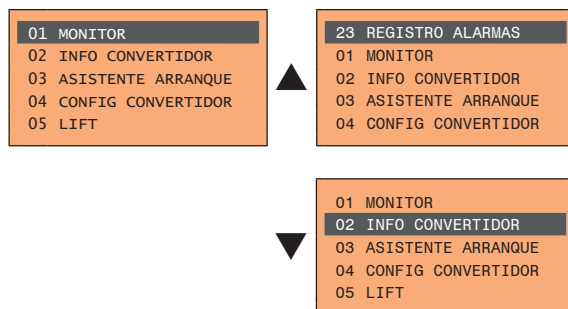 01 MONITOR
02 INFO CONVERTIDOR
03 ASISTENTE ARRANQUE
04 CONFIG CONVERTIDOR
05 LIFT
23 REGISTRO ALARMAS
01 MONITOR
02 INFO CONVERTIDOR
03 ASISTENTE ARRANQUE
04 CONFIG CONVERTIDOR
01 MONITOR
02 INFO CONVERTIDOR
03 ASISTENTE ARRANQUE
04 CONFIG CONVERTIDOR
05 LIFT